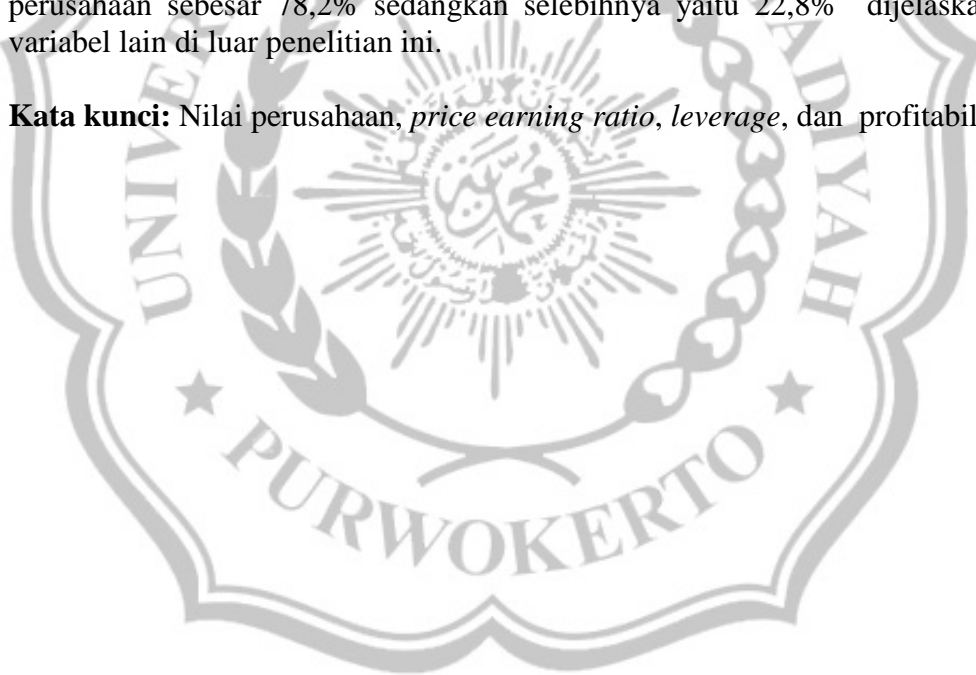 perusahaan sebesar 78,2% sedangkan selebihnya yaitu 22,8% dijelaska
variabel lain di luar penelitian ini.
Kata kunci: Nilai perusahaan, price earning ratio, leverage, dan profitabil
PURWOKERTO